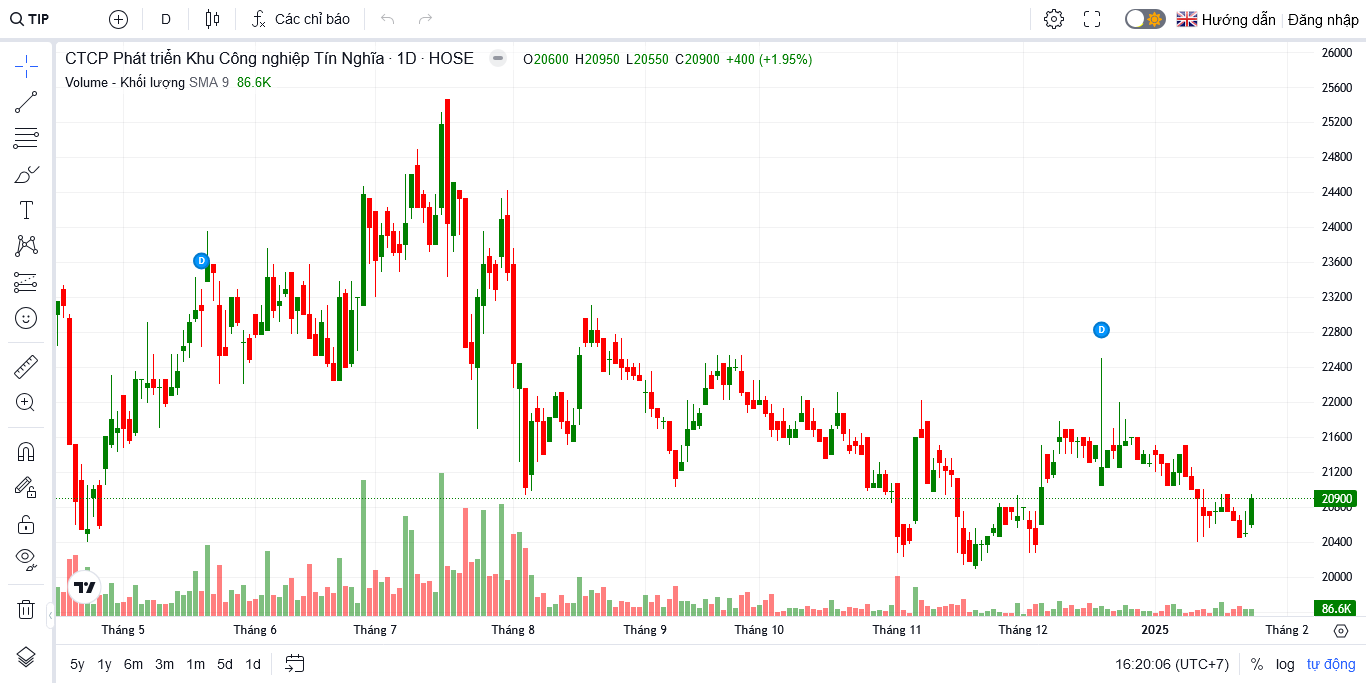 TIP D Các chỉ báo Hướng dẫn Đăng nhập
CTCP Phát triển Khu Công nghiệp Tín Nghĩa · 1D · HOSE O20600 H20950 L20550 C20900 +400 (+1.95%)
Volume - Khối lượng SMA 9 86.6K
26000
25600
25200
24800
24400
24000
23600
23200
22800
22400
22000
21600
21200
20900
20800
20400
20000
86.6K
D
D
Tháng 5 Tháng 6 Tháng 7 Tháng 8 Tháng 9 Tháng 10 Tháng 11 Tháng 12 2025 Tháng 2
5y 1y 6m 3m 1m 5d 1d 16:20:06 (UTC+7) % log tự động